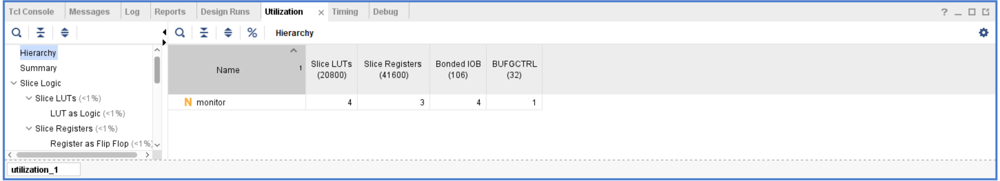 Tcl Console Messages Log Reports Design Runs Utilization × Timing Debug ?
% Hierarchy
Hierarchy
Summary
Slice Logic
Slice LUTs (<1%)
LUT as Logic (<1%)
Slice Registers (<1%)
Register as Flip Flop (<1%)
Name 1
Slice LUTs
(20800)
Slice Registers
(41600)
Bonded IOB
(106)
BUFGCTRL
(32)
N monitor 4 3 4 1
utilization_1